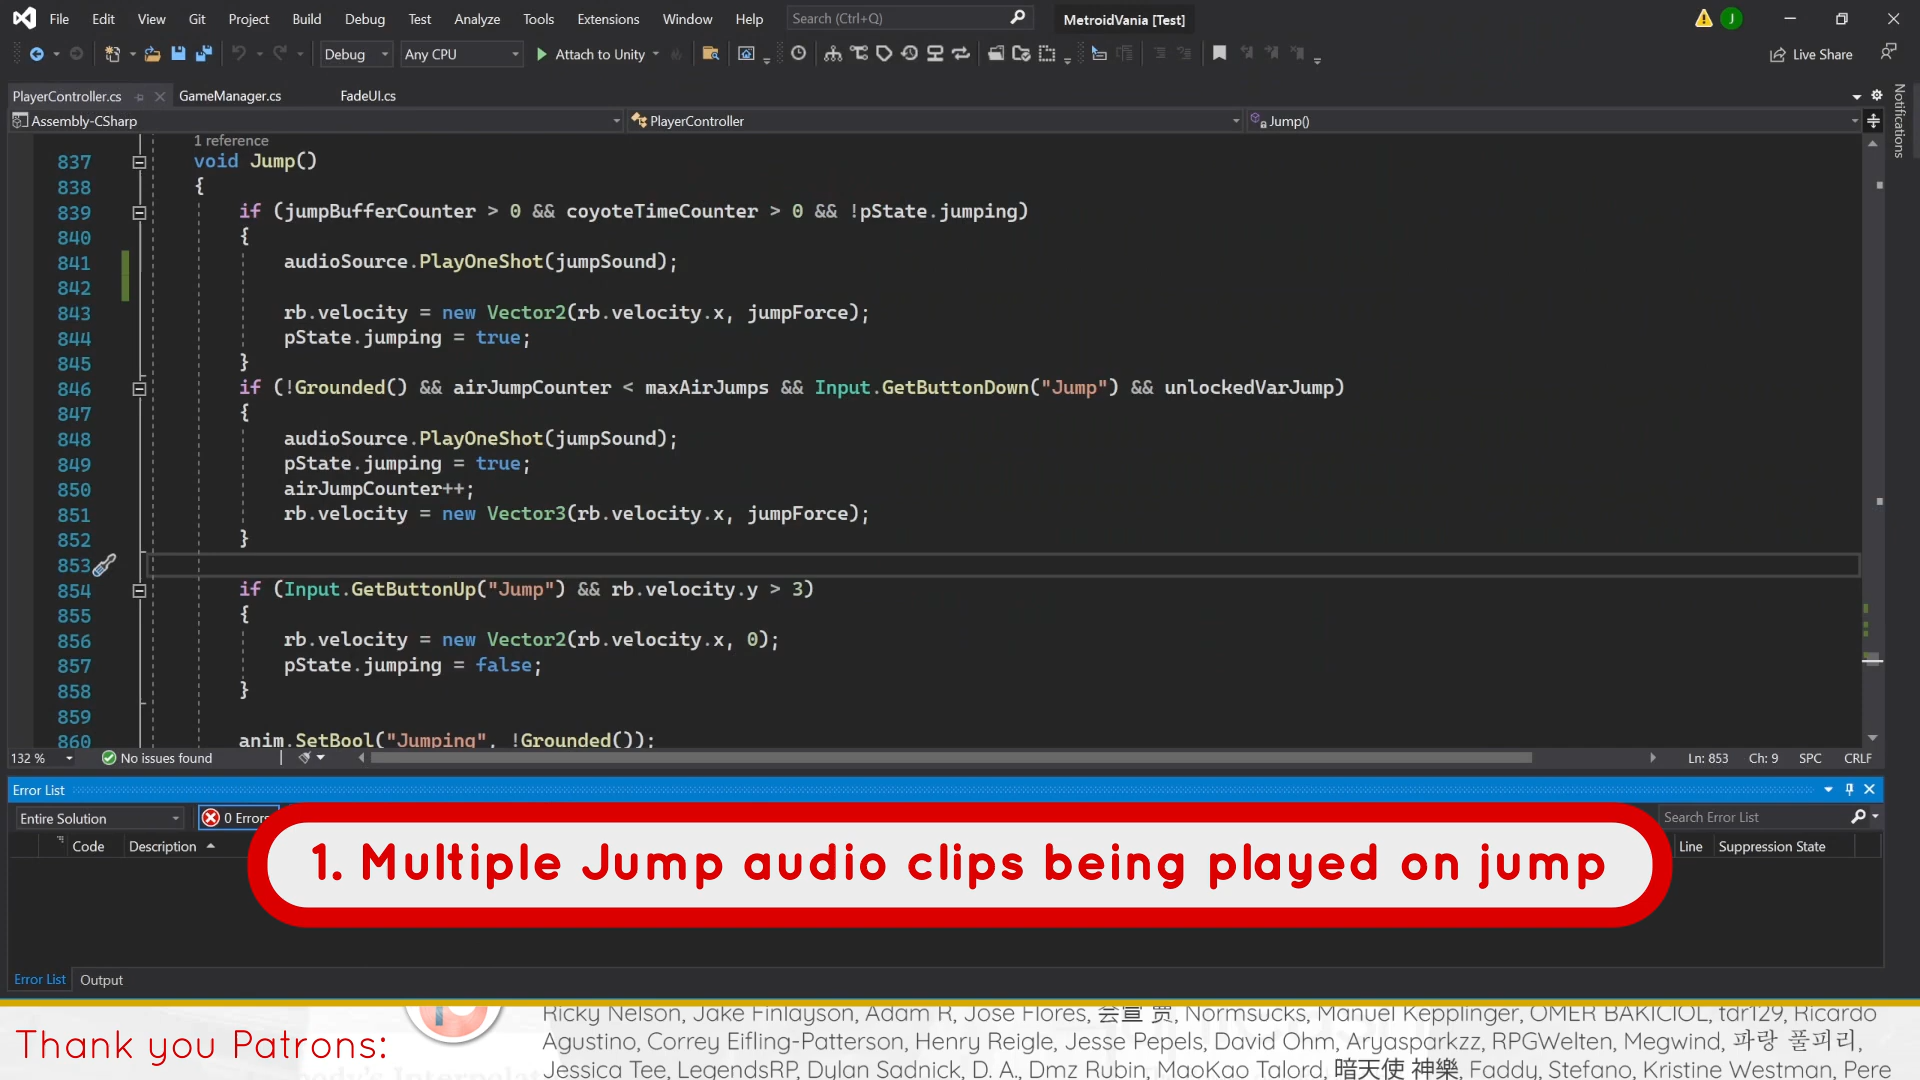 File Edit View Git Project Build Debug Test Analyze Tools Extensions Window Help Search (Ctrl+Q) MetroidVania [Test] J
Debug Any CPU Attach to Unity Live Share
PlayerController.cs GameManager.cs FadeUI.cs
Notifications
Assembly-CSharp PlayerController Jump()
1 reference
837 void Jump()
838 {
839 if (jumpBufferCounter > 0 && coyoteTimeCounter > 0 && !pState.jumping)
840 {
841 audioSource.PlayOneShot(jumpSound);
842
843 rb.velocity = new Vector2(rb.velocity.x, jumpForce);
844 pState.jumping = true;
845 }
846 if (!Grounded() && airJumpCounter < maxAirJumps && Input.GetButtonDown("Jump") && unlockedVarJump)
847 {
848 audioSource.PlayOneShot(jumpSound);
849 pState.jumping = true;
850 airJumpCounter++;
851 rb.velocity = new Vector3(rb.velocity.x, jumpForce);
852 }
853
854 if (Input.GetButtonUp("Jump") && rb.velocity.y > 3)
855 {
856 rb.velocity = new Vector2(rb.velocity.x, 0);
857 pState.jumping = false;
858 }
859
860 anim.SetBool("Jumping", !Grounded());
132 % No issues found Ln: 853 Ch: 9 SPC CRLF
Error List
Entire Solution 0 Errors Search Error List
Code Description Line Suppression State
1. Multiple Jump audio clips being played on jump
Error List Output
Thank you Patrons:
Ricky Nelson, Jake Finlayson, Adam R, Jose Flores, 会宣 贾, Normsucks, Manuel Kepplinger, OMER BAKICIOL, tdr129, Ricardo
Agustino, Correy Eifling-Patterson, Henry Reigle, Jesse Pepels, David Ohm, Aryasparkzz, RPGWelten, Megwind, 파랑 풀피리,
Jessica Tee, LegendsRP, Dylan Sadnick, D. A., Dmz Rubin, MaoKao Talord, 暗天使 神樂, Faddy, Stefano, Kristine Westman, Pere